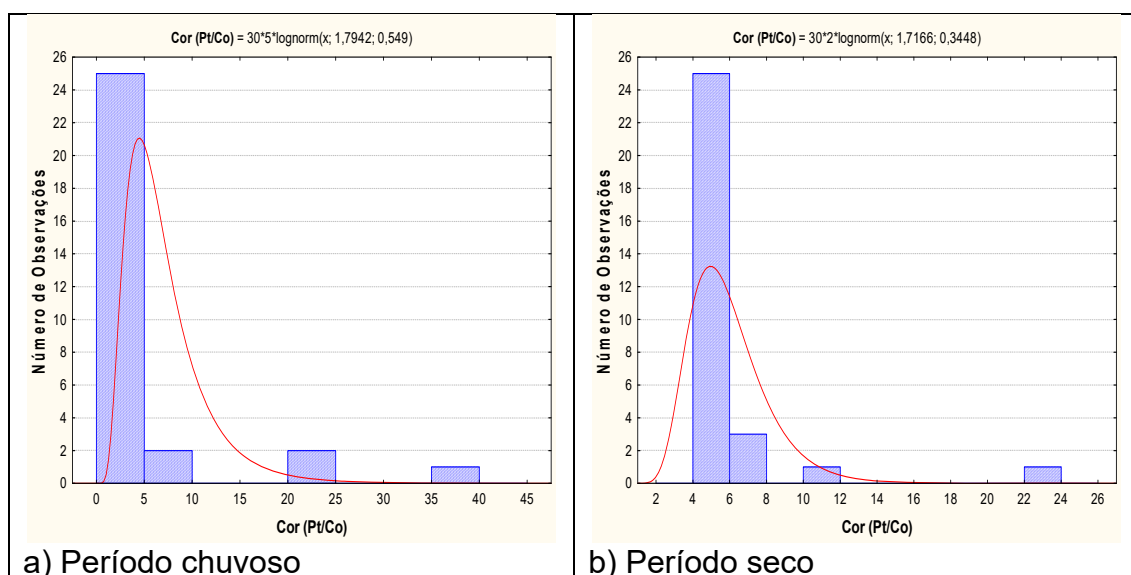 Cor (Pt/Co) = 30*5*lognorm(x; 1,7942; 0,549)
Número de Observações
26
24
22
20
18
16
14
12
10
8
6
4
2
0
0 5 10 15 20 25 30 35 40 45
Cor (Pt/Co)
a) Período chuvoso
Cor (Pt/Co) = 30*2*lognorm(x; 1,7166; 0,3448)
Número de Observações
26
24
22
20
18
16
14
12
10
8
6
4
2
0
2 4 6 8 10 12 14 16 18 20 22 24 26
Cor (Pt/Co)
b) Período seco